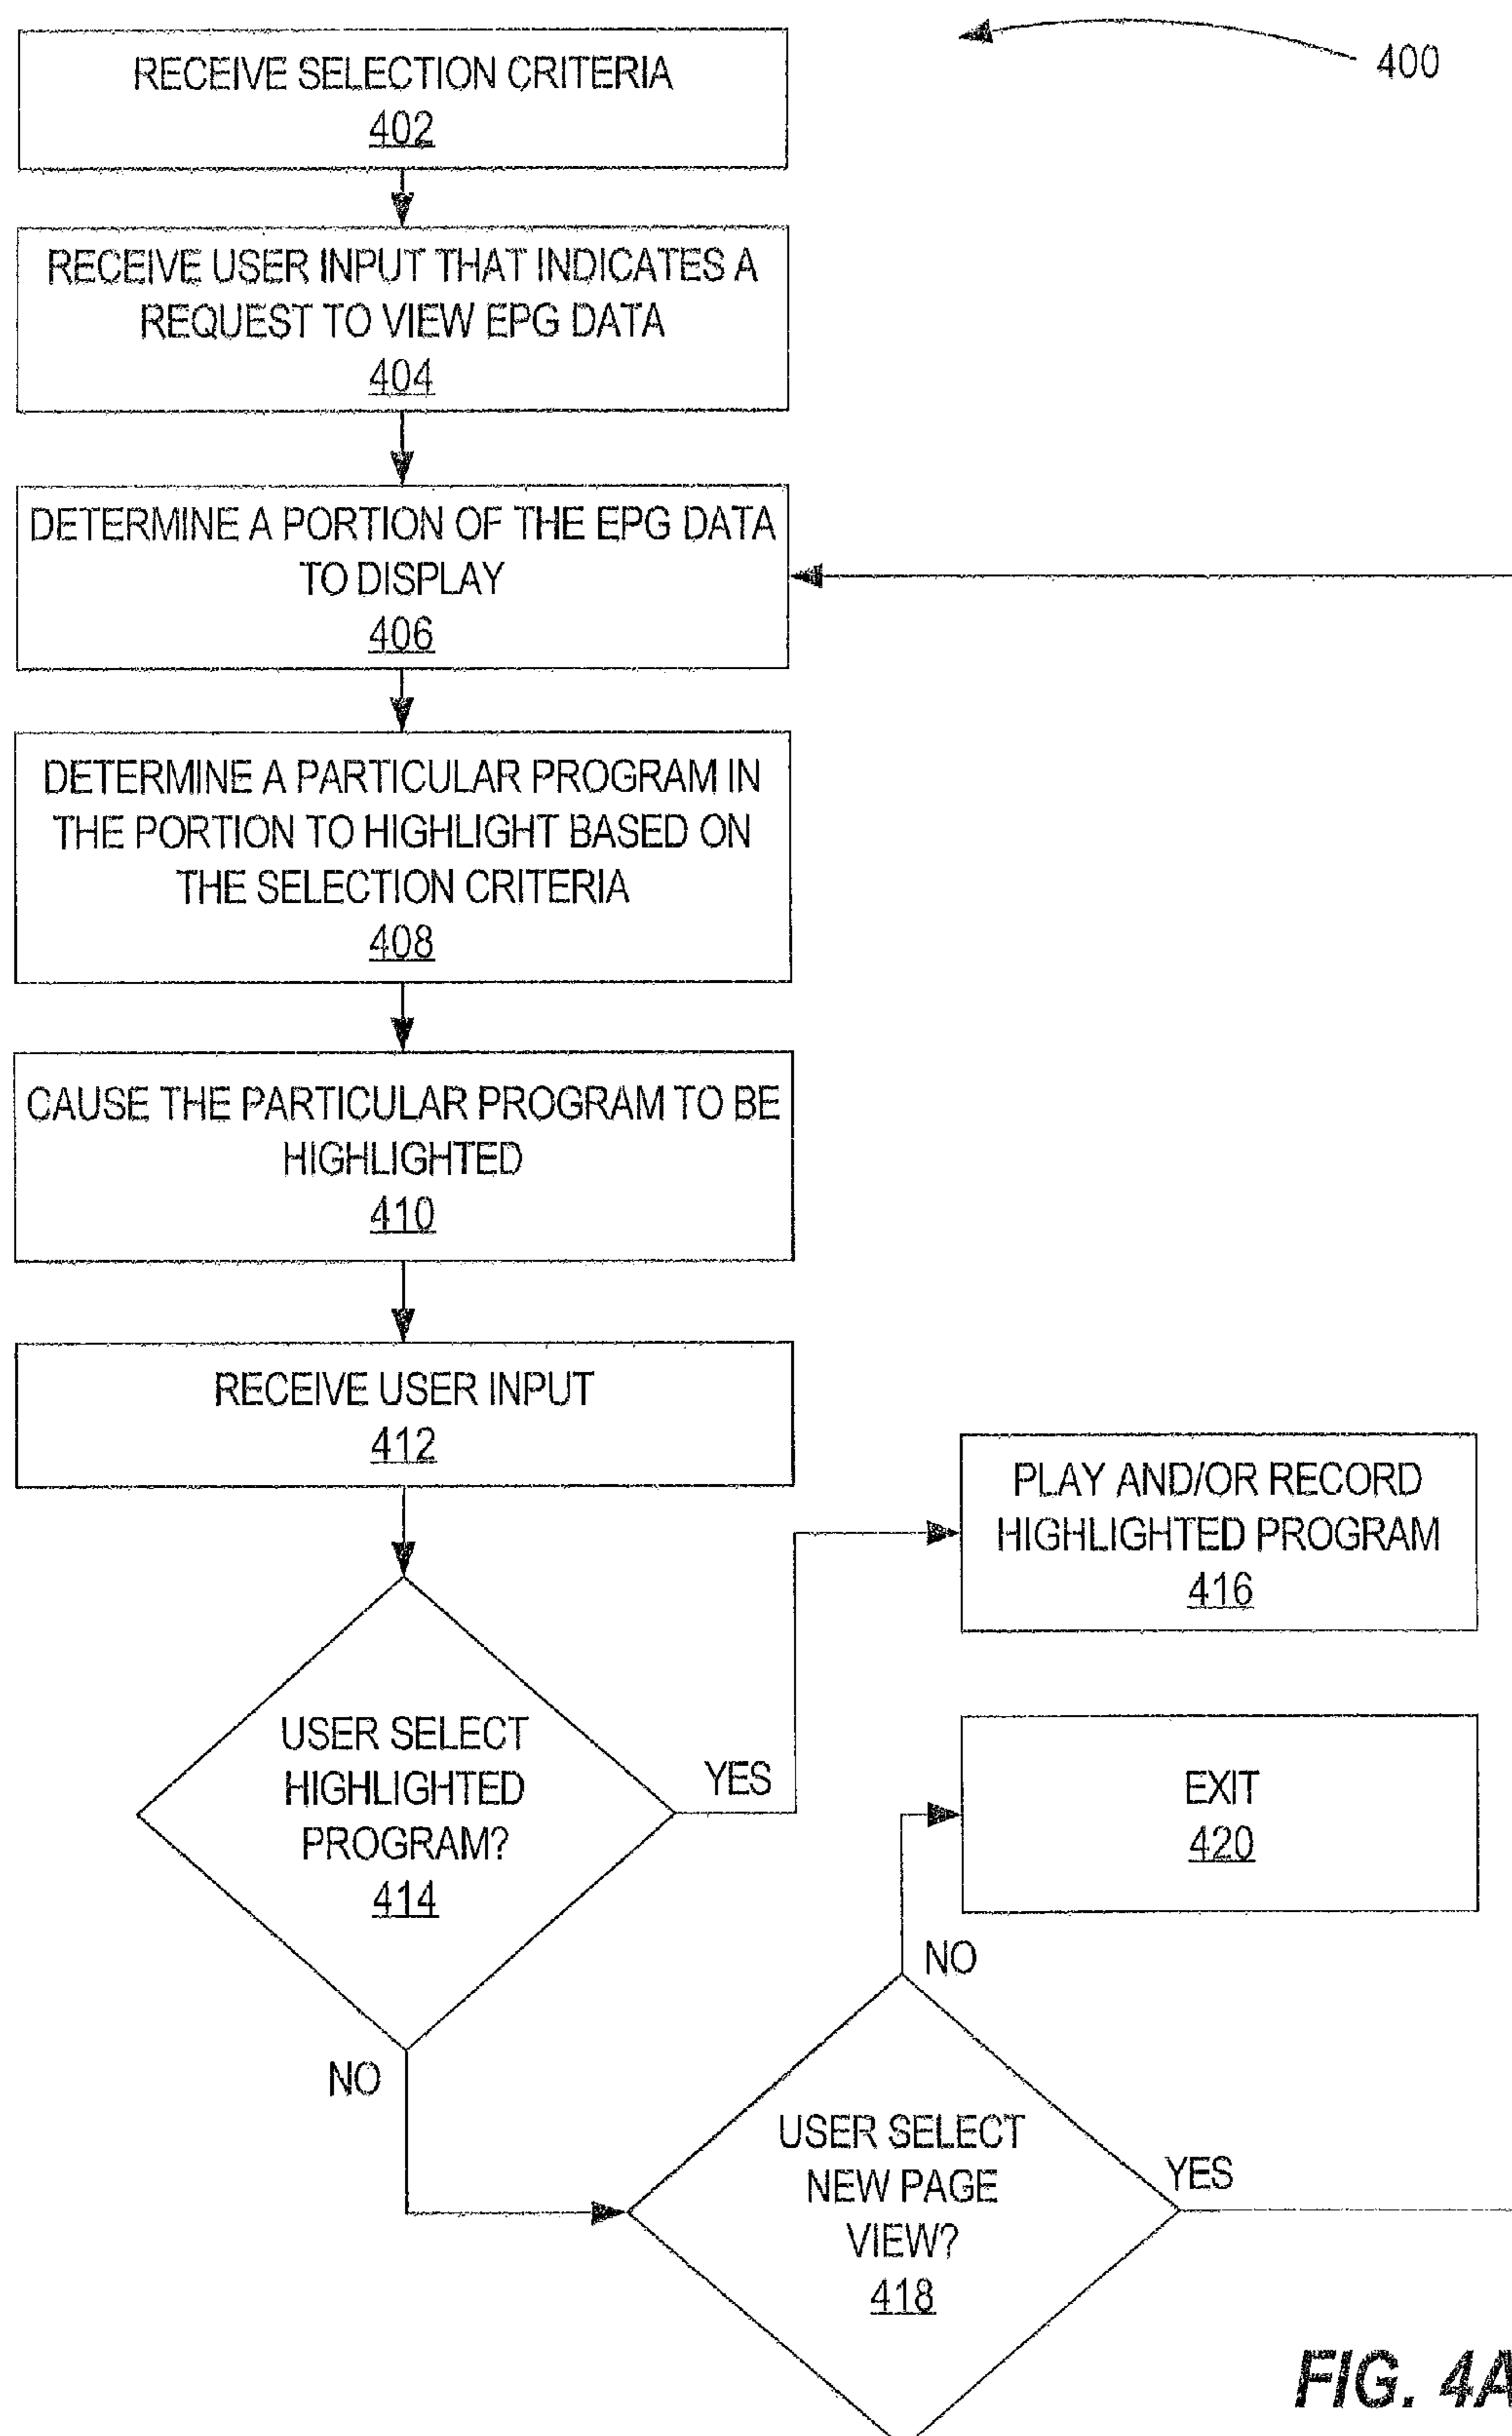 400
RECEIVE SELECTION CRITERIA
402
RECEIVE USER INPUT THAT INDICATES A
REQUEST TO VIEW EPG DATA
404
DETERMINE A PORTION OF THE EPG DATA
TO DISPLAY
406
DETERMINE A PARTICULAR PROGRAM IN
THE PORTION TO HIGHLIGHT BASED ON
THE SELECTION CRITERIA
408
CAUSE THE PARTICULAR PROGRAM TO BE
HIGHLIGHTED
410
RECEIVE USER INPUT
412
USER SELECT
HIGHLIGHTED
PROGRAM?
414
YES
PLAY AND/OR RECORD
HIGHLIGHTED PROGRAM
416
NO
USER SELECT
NEW PAGE
VIEW?
418
NO
EXIT
420
YES
FIG. 4A